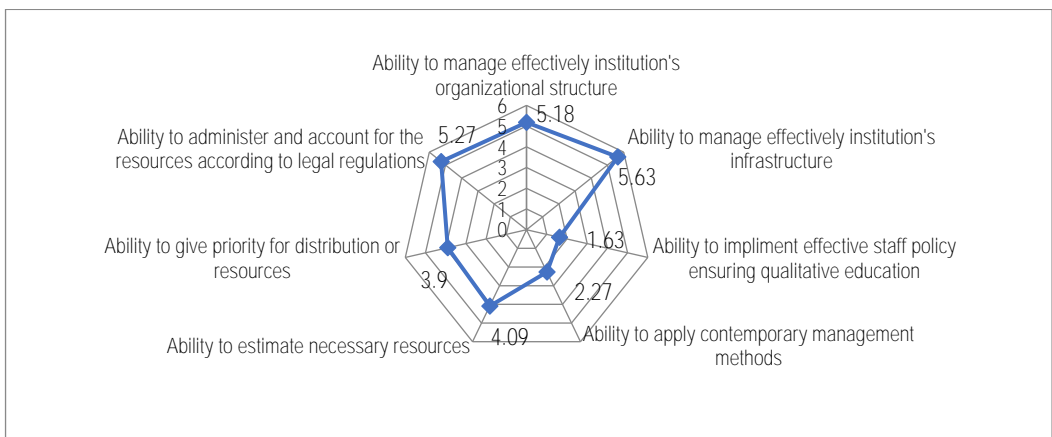 Ability to manage effectively institution's
organizational structure
6
5
4
3
2
1
0
5.18
Ability to manage effectively institution's
infrastructure
5.63
Ability to impliment effective staff policy
ensuring qualitative education
1.63
Ability to apply contemporary management
methods
2.27
Ability to estimate necessary resources
4.09
Ability to give priority for distribution or
resources
3.9
Ability to administer and account for the
resources according to legal regulations
5.27